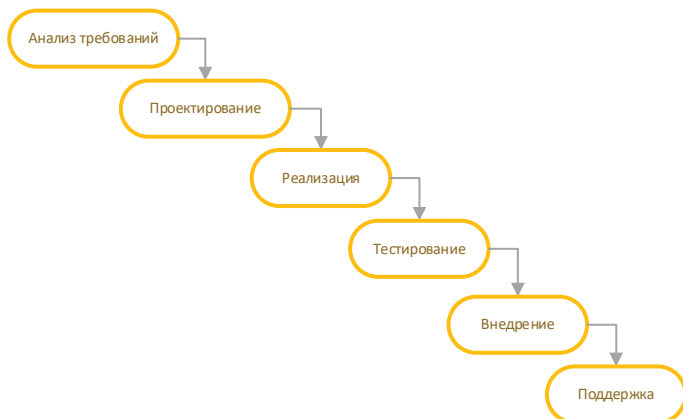 Анализ требований
Проектирование
Реализация
Тестирование
Внедрение
Поддержка